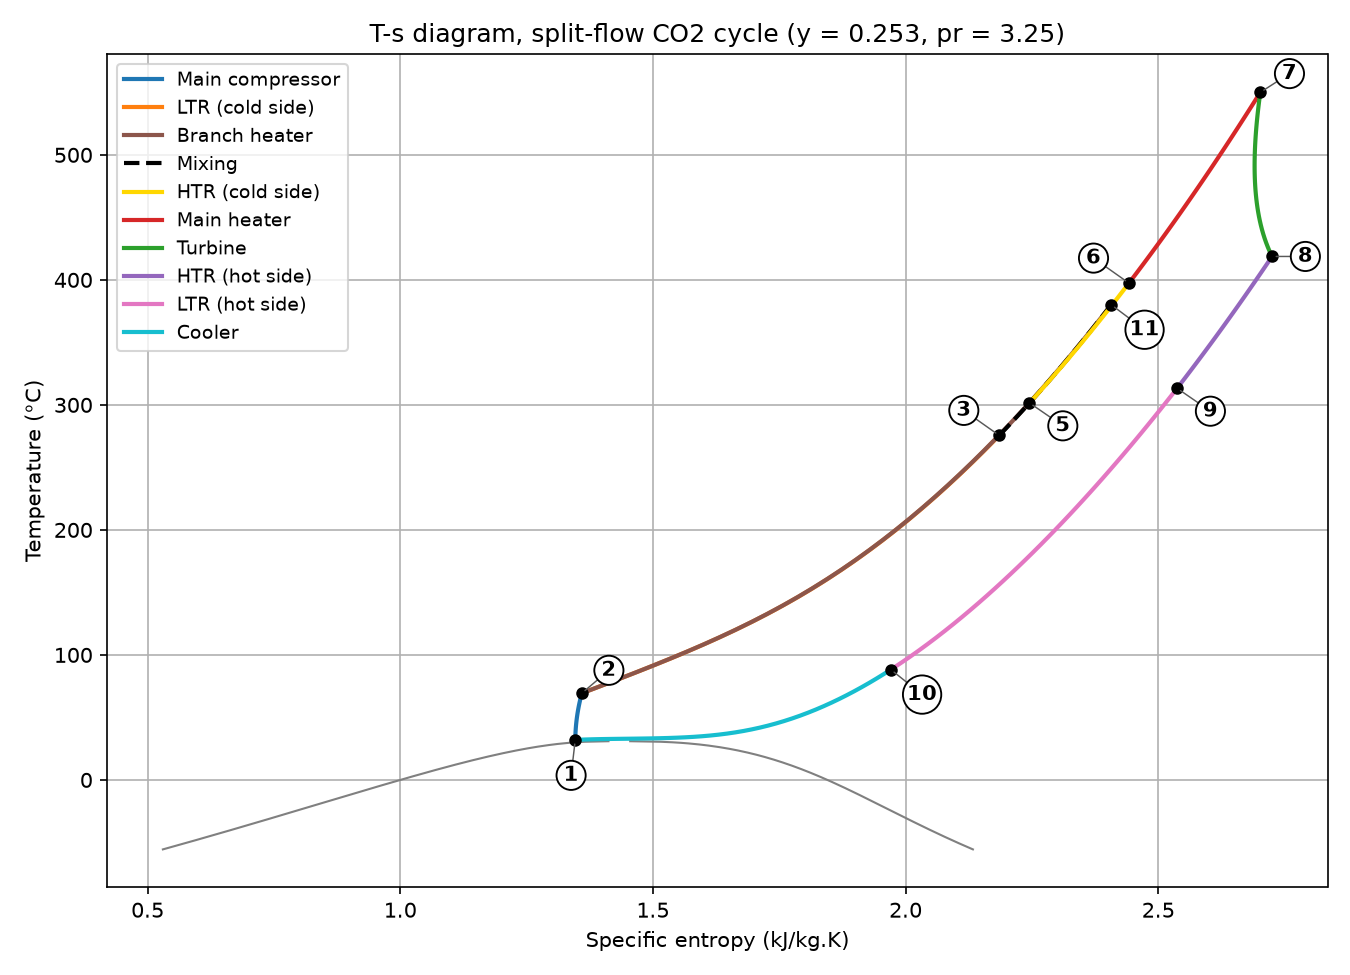 T-s diagram, split-flow CO2 cycle (y = 0.253, pr = 3.25)
Main compressor
LTR (cold side)
Branch heater
Mixing
HTR (cold side)
Main heater
Turbine
HTR (hot side)
LTR (hot side)
Cooler
7
6
8
11
3
5
9
2
10
1
500
400
300
200
100
0
Temperature (°C)
0.5 1.0 1.5 2.0 2.5
Specific entropy (kJ/kg.K)